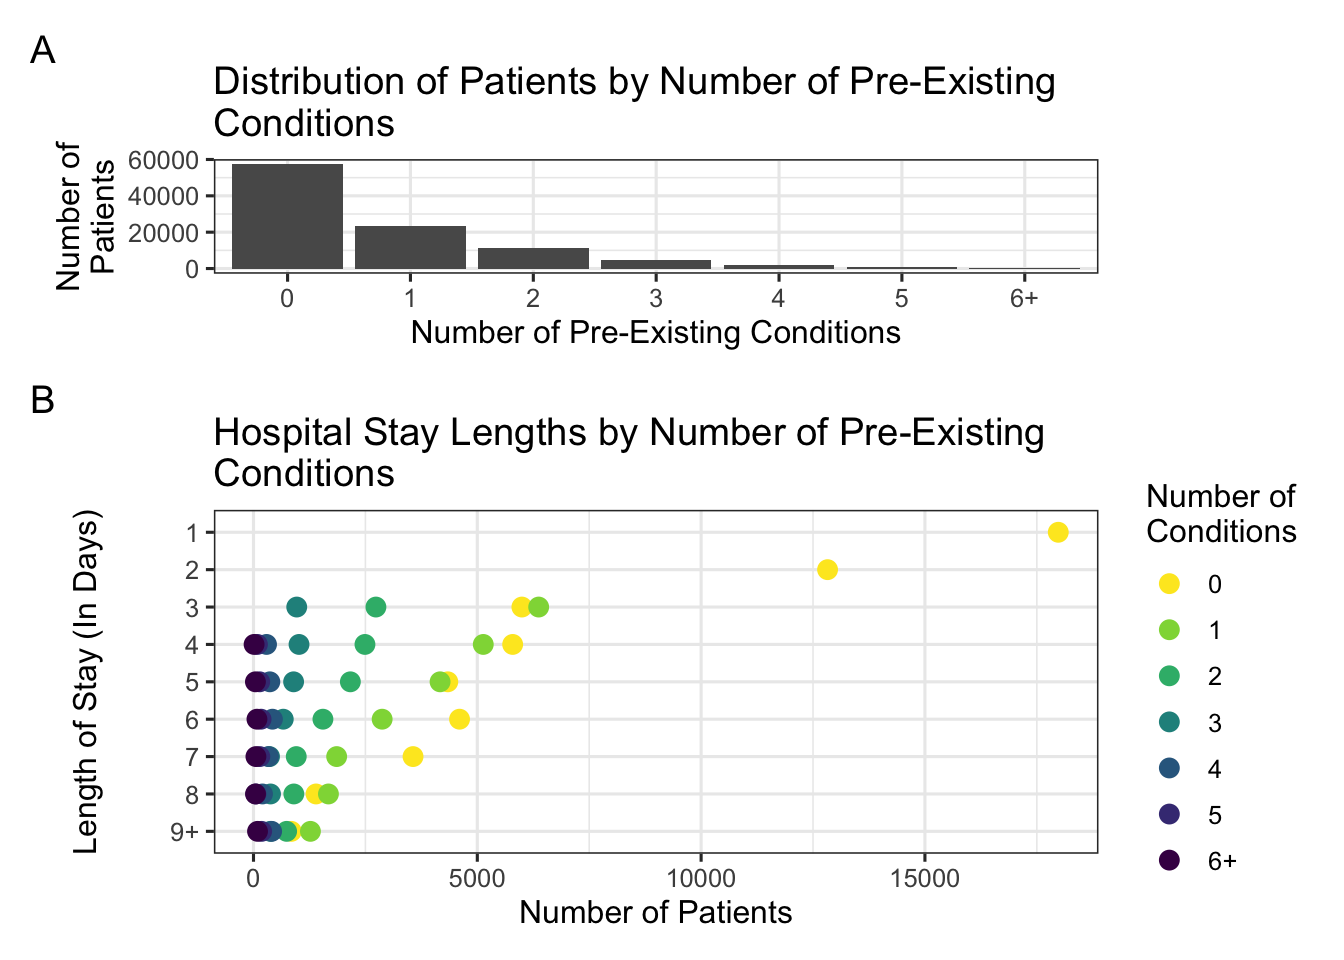 A
Distribution of Patients by Number of Pre-Existing
Conditions
Number of
Patients
60000
40000
20000
0
0 1 2 3 4 5 6+
Number of Pre-Existing Conditions
B
Hospital Stay Lengths by Number of Pre-Existing
Conditions
Length of Stay (In Days)
1
2
3
4
5
6
7
8
9+
0 5000 10000 15000
Number of Patients
Number of
Conditions
0
1
2
3
4
5
6+